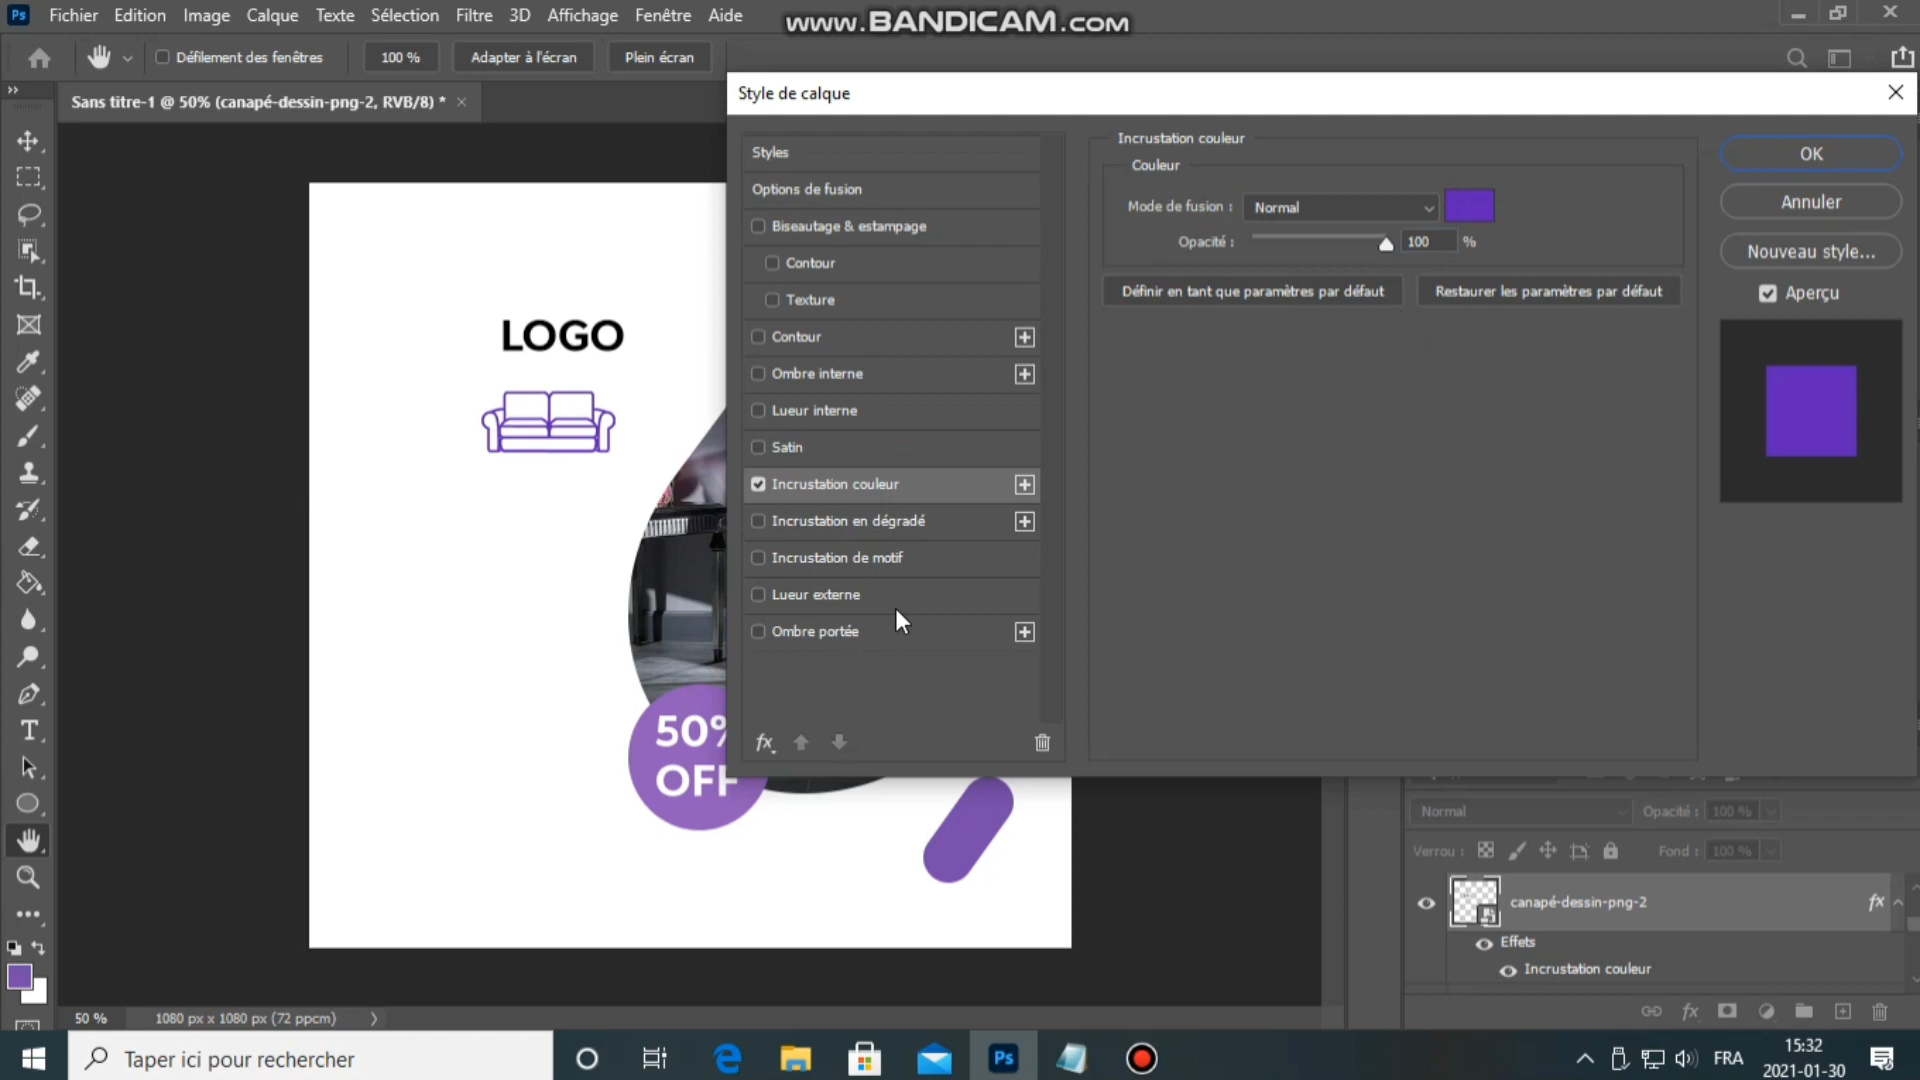 Ps Fichier Edition Image Calque Texte Sélection Filtre 3D Affichage Fenêtre Aide
www.BANDICAM.com
Défilement des fenêtres 100 % Adapter à l'écran Plein écran
Sans titre-1 @ 50% (canapé-dessin-png-2, RVB/8) *
Style de calque
Styles
Options de fusion
Biseautage & estampage
Contour
Texture
Contour
Ombre interne
Lueur interne
Satin
Incrustation couleur
Incrustation en dégradé
Incrustation de motif
Lueur externe
Ombre portée
fx
Incrustation couleur
Couleur
Mode de fusion : Normal
Opacité : 100 %
Définir en tant que paramètres par défaut Restaurer les paramètres par défaut
OK
Annuler
Nouveau style...
Aperçu
LOGO
50%
OFF
Normal Opacité : 100 %
Verrou : Fond : 100 %
canapé-dessin-png-2 fx
Effets
Incrustation couleur
fx
50 % 1080 px x 1080 px (72 ppcm)
Taper ici pour rechercher
Ps
FRA
15:32
2021-01-30